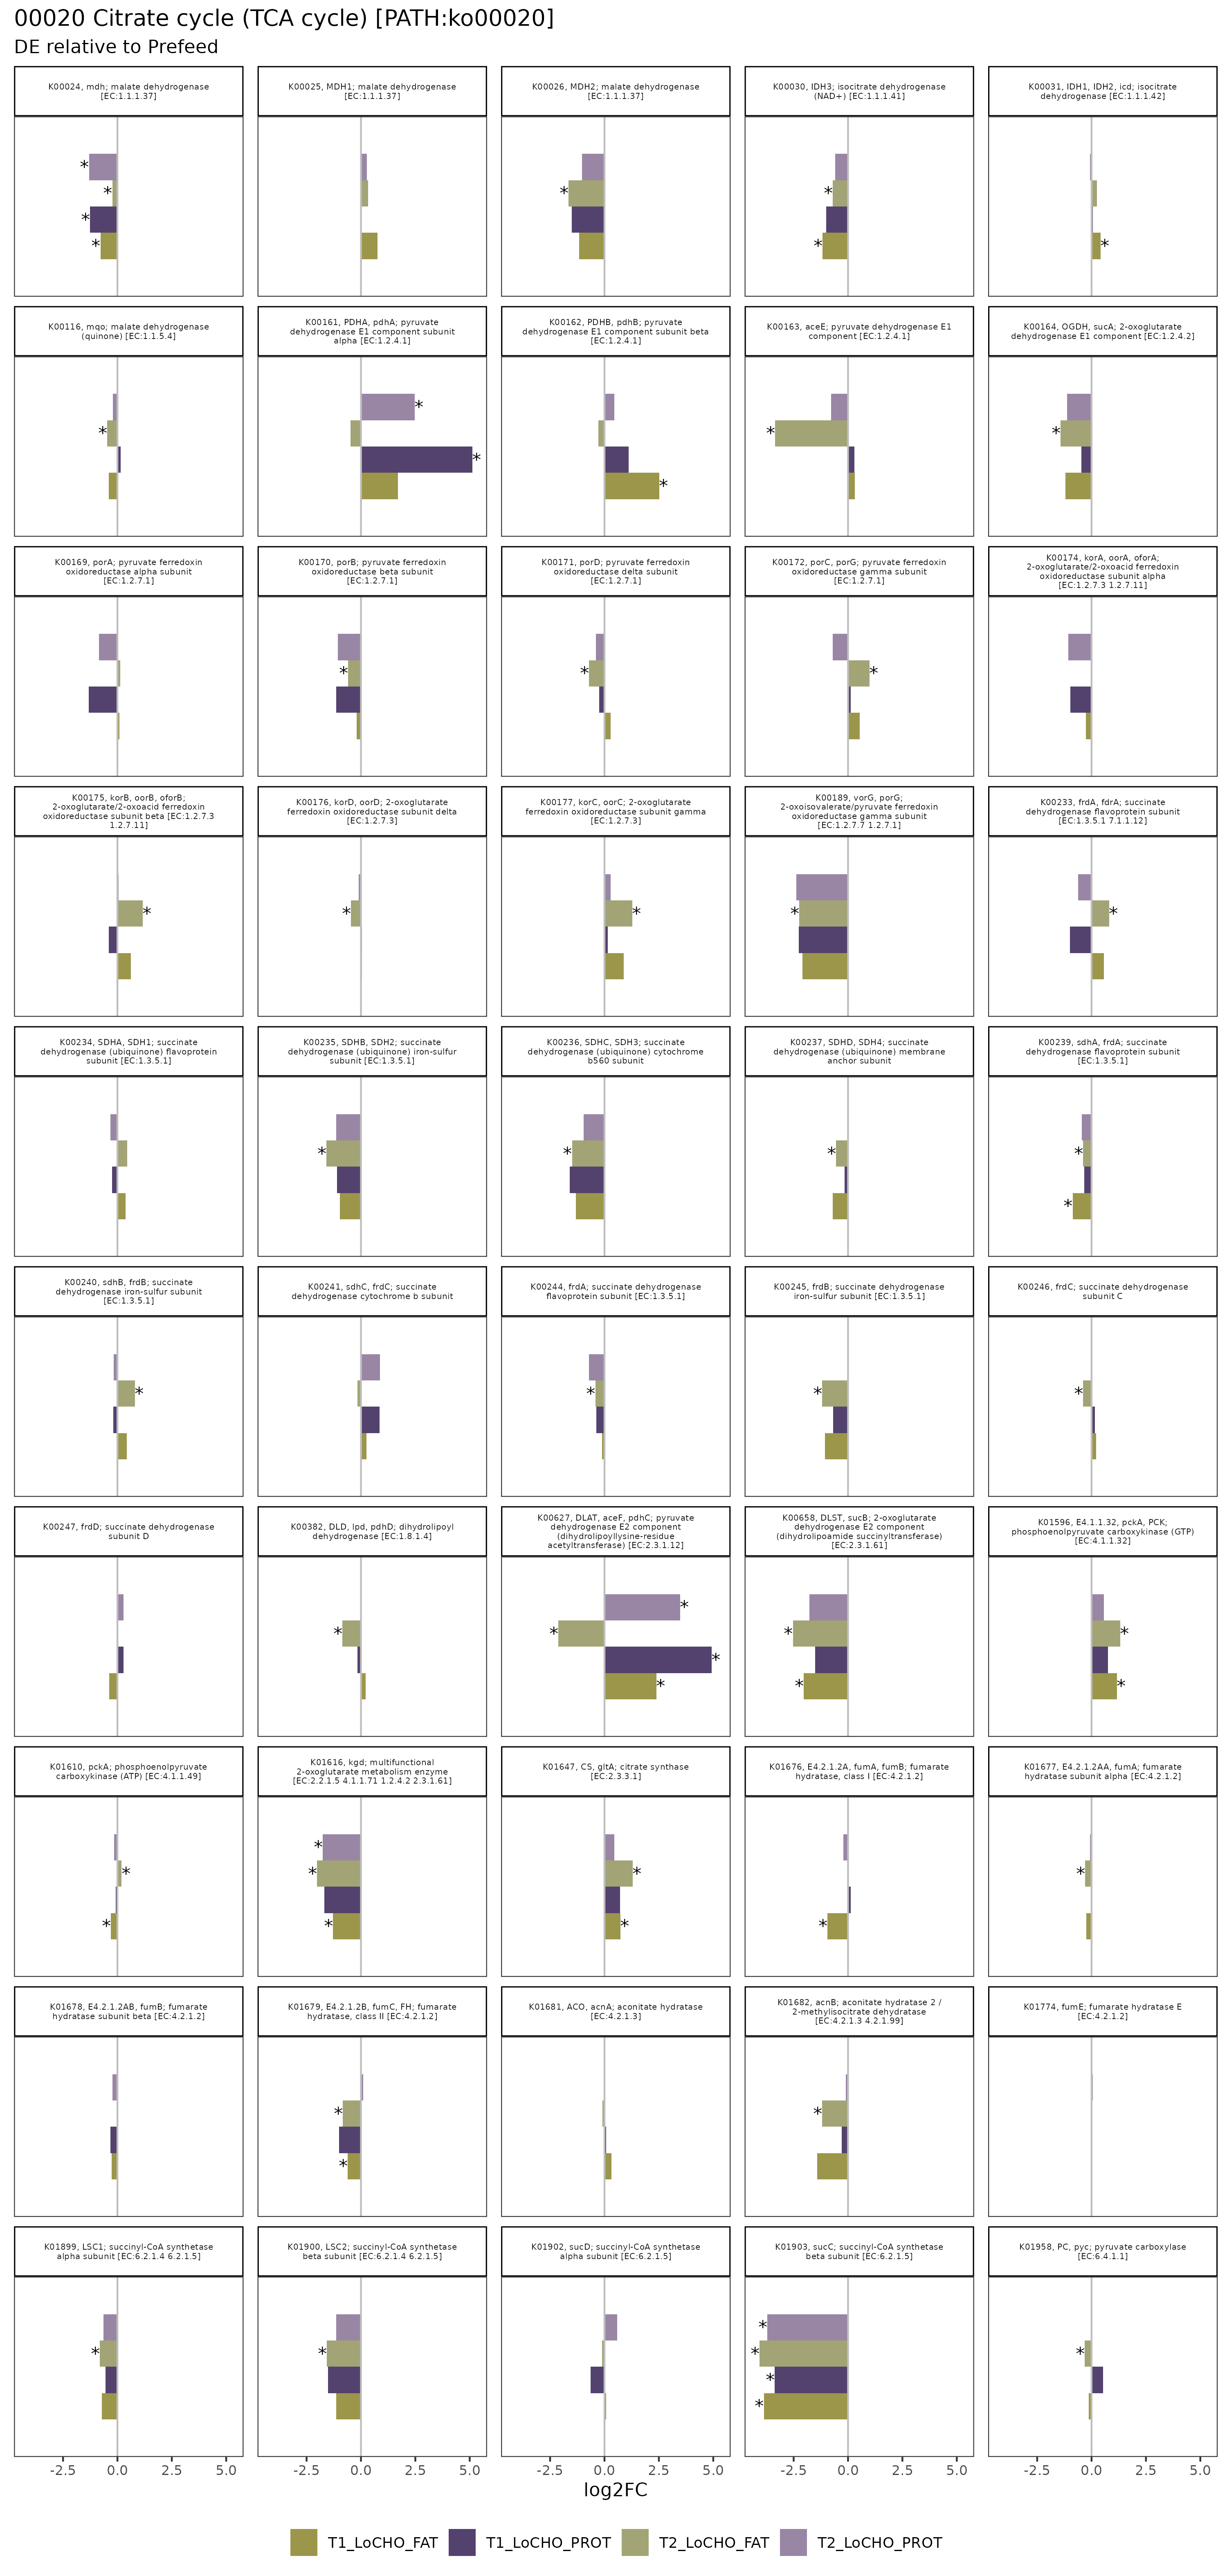 00020 Citrate cycle (TCA cycle) [PATH:ko00020]
DE relative to Prefeed
K00024, mdh; malate dehydrogenase
[EC:1.1.1.37]
K00025, MDH1; malate dehydrogenase
[EC:1.1.1.37]
K00026, MDH2; malate dehydrogenase
[EC:1.1.1.37]
K00030, IDH3; isocitrate dehydrogenase
(NAD+) [EC:1.1.1.41]
K00031, IDH1, IDH2, icd; isocitrate
dehydrogenase [EC:1.1.1.42]
K00116, mqo; malate dehydrogenase
(quinone) [EC:1.1.5.4]
K00161, PDHA, pdhA; pyruvate
dehydrogenase E1 component subunit
alpha [EC:1.2.4.1]
K00162, PDHB, pdhB; pyruvate
dehydrogenase E1 component subunit beta
[EC:1.2.4.1]
K00163, aceE; pyruvate dehydrogenase E1
component [EC:1.2.4.1]
K00164, OGDH, sucA; 2-oxoglutarate
dehydrogenase E1 component [EC:1.2.4.2]
K00169, porA; pyruvate ferredoxin
oxidoreductase alpha subunit
[EC:1.2.7.1]
K00170, porB; pyruvate ferredoxin
oxidoreductase beta subunit
[EC:1.2.7.1]
K00171, porD; pyruvate ferredoxin
oxidoreductase delta subunit
[EC:1.2.7.1]
K00172, porC, porG; pyruvate ferredoxin
oxidoreductase gamma subunit
[EC:1.2.7.1]
K00174, korA, oorA, oforA;
2-oxoglutarate/2-oxoacid ferredoxin
oxidoreductase subunit alpha
[EC:1.2.7.3 1.2.7.11]
K00175, korB, oorB, oforB;
2-oxoglutarate/2-oxoacid ferredoxin
oxidoreductase subunit beta [EC:1.2.7.3
1.2.7.11]
K00176, korD, oorD; 2-oxoglutarate
ferredoxin oxidoreductase subunit delta
[EC:1.2.7.3]
K00177, korC, oorC; 2-oxoglutarate
ferredoxin oxidoreductase subunit gamma
[EC:1.2.7.3]
K00189, vorG, porG;
2-oxoisovalerate/pyruvate ferredoxin
oxidoreductase gamma subunit
[EC:1.2.7.7 1.2.7.1]
K00233, frdA, fdrA; succinate
dehydrogenase flavoprotein subunit
[EC:1.3.5.1 7.1.1.12]
K00234, SDHA, SDH1; succinate
dehydrogenase (ubiquinone) flavoprotein
subunit [EC:1.3.5.1]
K00235, SDHB, SDH2; succinate
dehydrogenase (ubiquinone) iron-sulfur
subunit [EC:1.3.5.1]
K00236, SDHC, SDH3; succinate
dehydrogenase (ubiquinone) cytochrome
b560 subunit
K00237, SDHD, SDH4; succinate
dehydrogenase (ubiquinone) membrane
anchor subunit
K00239, sdhA, frdA; succinate
dehydrogenase flavoprotein subunit
[EC:1.3.5.1]
K00240, sdhB, frdB; succinate
dehydrogenase iron-sulfur subunit
[EC:1.3.5.1]
K00241, sdhC, frdC; succinate
dehydrogenase cytochrome b subunit
K00244, frdA; succinate dehydrogenase
flavoprotein subunit [EC:1.3.5.1]
K00245, frdB; succinate dehydrogenase
iron-sulfur subunit [EC:1.3.5.1]
K00246, frdC; succinate dehydrogenase
subunit C
K00247, frdD; succinate dehydrogenase
subunit D
K00382, DLD, lpd, pdhD; dihydrolipoyl
dehydrogenase [EC:1.8.1.4]
K00627, DLAT, aceF, pdhC; pyruvate
dehydrogenase E2 component
(dihydrolipoyllysine-residue
acetyltransferase) [EC:2.3.1.12]
K00658, DLST, sucB; 2-oxoglutarate
dehydrogenase E2 component
(dihydrolipoamide succinyltransferase)
[EC:2.3.1.61]
K01596, E4.1.1.32, pckA, PCK;
phosphoenolpyruvate carboxykinase (GTP)
[EC:4.1.1.32]
K01610, pckA; phosphoenolpyruvate
carboxykinase (ATP) [EC:4.1.1.49]
K01616, kgd; multifunctional
2-oxoglutarate metabolism enzyme
[EC:2.2.1.5 4.1.1.71 1.2.4.2 2.3.1.61]
K01647, CS, gltA; citrate synthase
[EC:2.3.3.1]
K01676, E4.2.1.2A, fumA, fumB; fumarate
hydratase, class I [EC:4.2.1.2]
K01677, E4.2.1.2AA, fumA; fumarate
hydratase subunit alpha [EC:4.2.1.2]
K01678, E4.2.1.2AB, fumB; fumarate
hydratase subunit beta [EC:4.2.1.2]
K01679, E4.2.1.2B, fumC, FH; fumarate
hydratase, class II [EC:4.2.1.2]
K01681, ACO, acnA; aconitate hydratase
[EC:4.2.1.3]
K01682, acnB; aconitate hydratase 2 /
2-methylisocitrate dehydratase
[EC:4.2.1.3 4.2.1.99]
K01774, fumE; fumarate hydratase E
[EC:4.2.1.2]
K01899, LSC1; succinyl-CoA synthetase
alpha subunit [EC:6.2.1.4 6.2.1.5]
K01900, LSC2; succinyl-CoA synthetase
beta subunit [EC:6.2.1.4 6.2.1.5]
K01902, sucD; succinyl-CoA synthetase
alpha subunit [EC:6.2.1.5]
K01903, sucC; succinyl-CoA synthetase
beta subunit [EC:6.2.1.5]
K01958, PC, pyc; pyruvate carboxylase
[EC:6.4.1.1]
-2.5 0.0 2.5 5.0 -2.5 0.0 2.5 5.0 -2.5 0.0 2.5 5.0 -2.5 0.0 2.5 5.0 -2.5 0.0 2.5 5.0
log2FC
T1_LoCHO_FAT T1_LoCHO_PROT T2_LoCHO_FAT T2_LoCHO_PROT